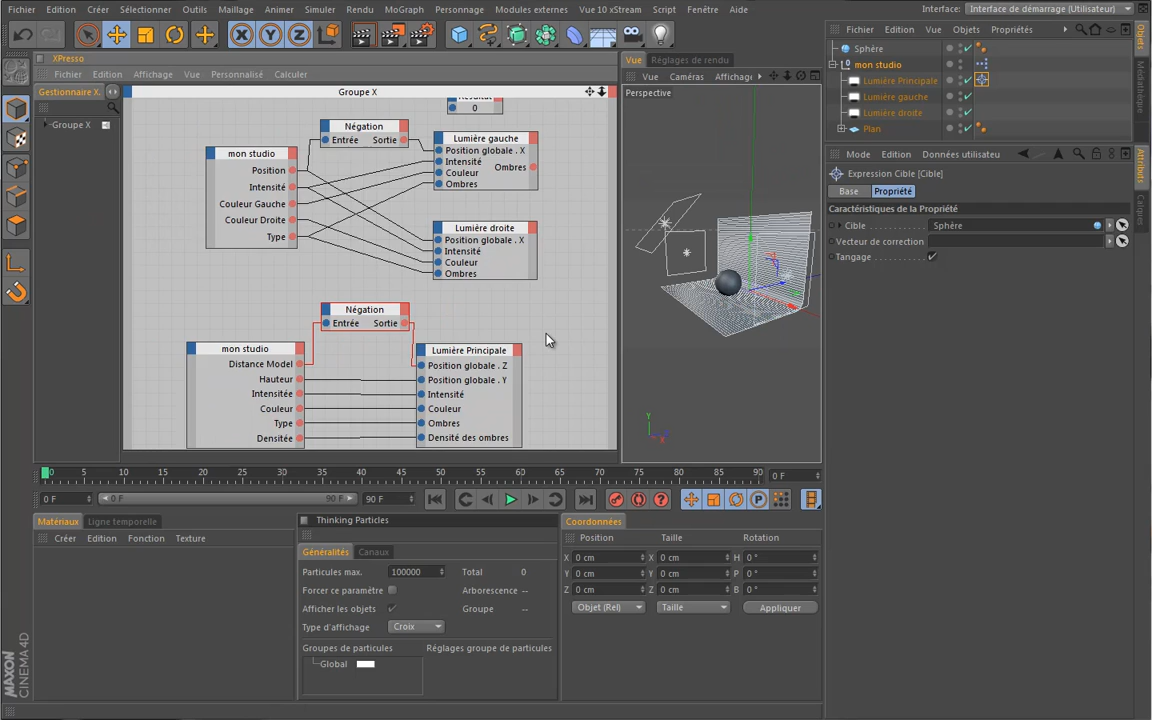 Fichier Edition Créer Sélectionner Outils Maillage Animer Simuler Rendu MoGraph Personnage Modules externes Vue 10 xStream Script Fenêtre Aide Interface: Interface de démarrage (Utilisateur)
XPresso
Fichier Edition Affichage Vue Personnalisé Calculer
Gestionnaire X.
Groupe X
Groupe X
0
Négation
Entrée Sortie
mon studio
Position
Intensité
Couleur Gauche
Couleur Droite
Type
Lumière gauche
Position globale . X
Intensité
Couleur
Ombres
Ombres
Lumière droite
Position globale . X
Intensité
Couleur
Ombres
Négation
Entrée Sortie
mon studio
Distance Model
Hauteur
Intensitée
Couleur
Type
Densitée
Lumière Principale
Position globale . Z
Position globale . Y
Intensité
Couleur
Ombres
Densité des ombres
Vue Réglages de rendu
Vue Caméras Affichag
Perspective
Y
Fichier Edition Vue Objets Propriétés
Sphère
mon studio
Lumière Principale
Lumière gauche
Lumière droite
Plan
Objets
Médiathèque
Mode Edition Données utilisateur
Expression Cible [Cible]
Base Propriété
Caractéristiques de la Propriété
Cible Sphère
Vecteur de correction
Tangage
Attributs
Calques
0 5 10 15 20 25 30 35 40 45 50 55 60 65 70 75 80 85 90 0 F
0 F 0 F 90 F 90 F
Matériaux Ligne temporelle
Créer Edition Fonction Texture
Thinking Particles
Généralités Canaux
Particules max. 100000 Total 0
Forcer ce paramètre Arborescence --
Afficher les objets Groupe --
Type d'affichage Croix
Groupes de particules Réglages groupe de particules
Global
Coordonnées
Position Taille Rotation
X 0 cm X 0 cm H 0 °
Y 0 cm Y 0 cm P 0 °
Z 0 cm Z 0 cm B 0 °
Objet (Rel) Taille Appliquer
MAXON
CINEMA 4D